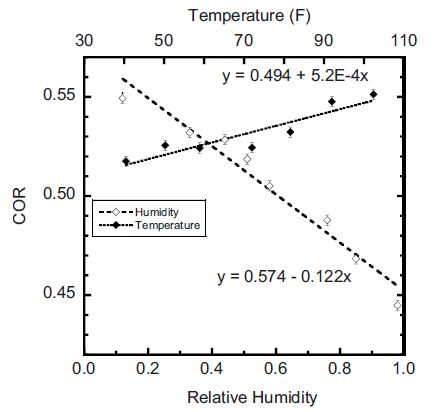 Temperature (F)
30 50 70 90 110
y = 0.494 + 5.2E-4x
0.55
0.50
COR
Humidity
Temperature
y = 0.574 - 0.122x
0.45
0.0 0.2 0.4 0.6 0.8 1.0
Relative Humidity